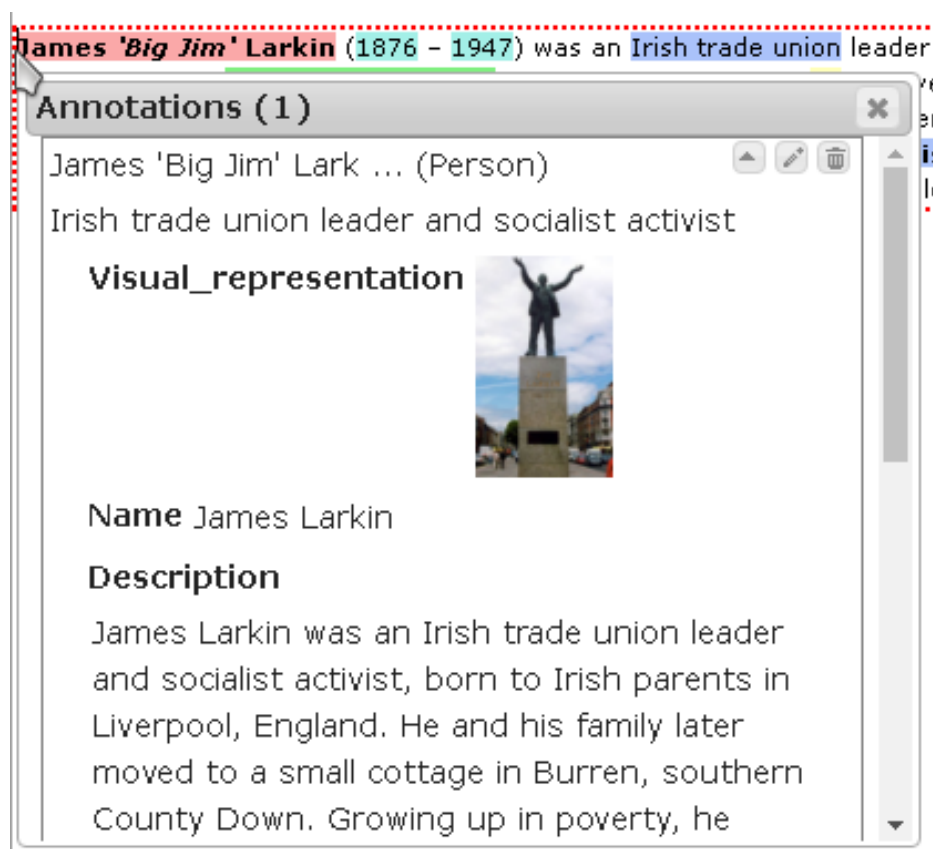 James 'Big Jim' Larkin (1876 – 1947) was an Irish trade union leader
Annotations (1)
James 'Big Jim' Lark ... (Person)
Irish trade union leader and socialist activist
Visual_representation
Name James Larkin
Description
James Larkin was an Irish trade union leader
and socialist activist, born to Irish parents in
Liverpool, England. He and his family later
moved to a small cottage in Burren, southern
County Down. Growing up in poverty, he